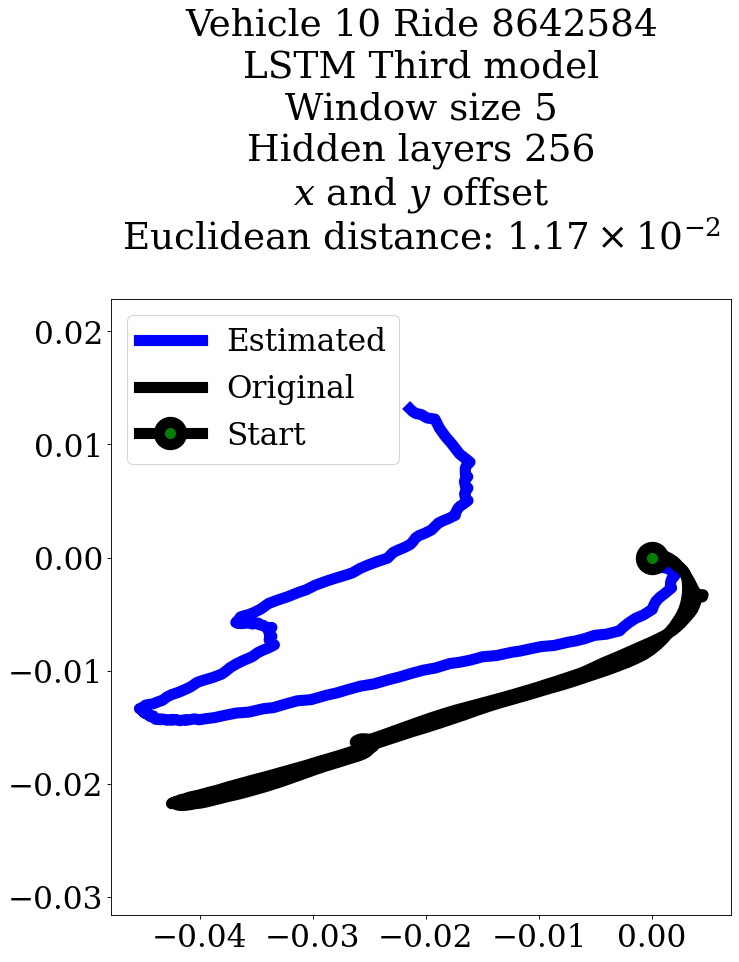 Vehicle 10 Ride 8642584
LSTM Third model
Window size 5
Hidden layers 256
x and y offset
Euclidean distance: 1.17 × 10⁻²
Estimated
Original
Start
0.02
0.01
0.00
−0.01
−0.02
−0.03
−0.04 −0.03 −0.02 −0.01 0.00